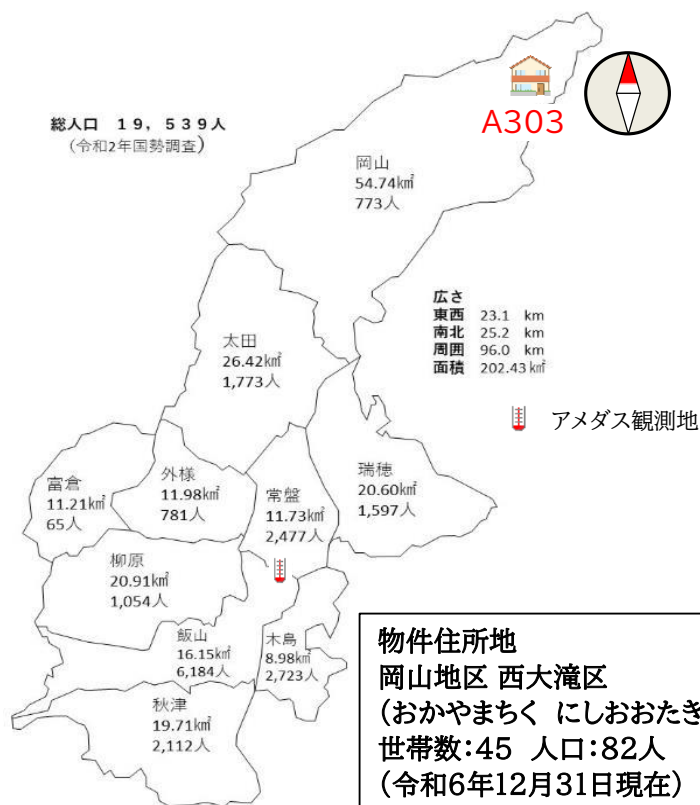 総人口 １９，５３９人
(令和2年国勢調査)
A303
岡山
54.74㎢
773人
広さ
東西 23.1 km
南北 25.2 km
周囲 96.0 km
面積 202.43㎢
アメダス観測地
太田
26.42㎢
1,773人
瑞穂
20.60㎢
1,597人
富倉
11.21㎢
65人
外様
11.98㎢
781人
常盤
11.73㎢
2,477人
柳原
20.91㎢
1,054人
飯山
16.15㎢
6,184人
木島
8.98㎢
2,723人
秋津
19.71㎢
2,112人
物件住所地
岡山地区 西大滝区
(おかやまちく にしおおたき
世帯数:45 人口:82人
(令和6年12月31日現在)